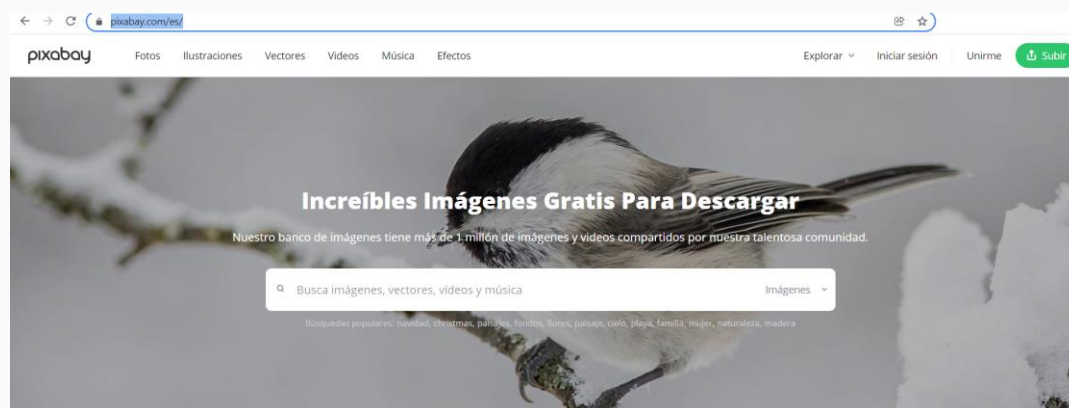 pixabay.com/es/
pixabay Fotos Ilustraciones Vectores Videos Música Efectos Explorar Iniciar sesión Unirme Subir
Increíbles Imágenes Gratis Para Descargar
Nuestro banco de imágenes tiene más de 1 millón de imágenes y videos compartidos por nuestra talentosa comunidad.
Busca imágenes, vectores, videos y música Imágenes
Búsquedas populares: navidad, christmas, paisajes, fondos, flores, paisaje, cielo, playa, familia, mujer, naturaleza, madera